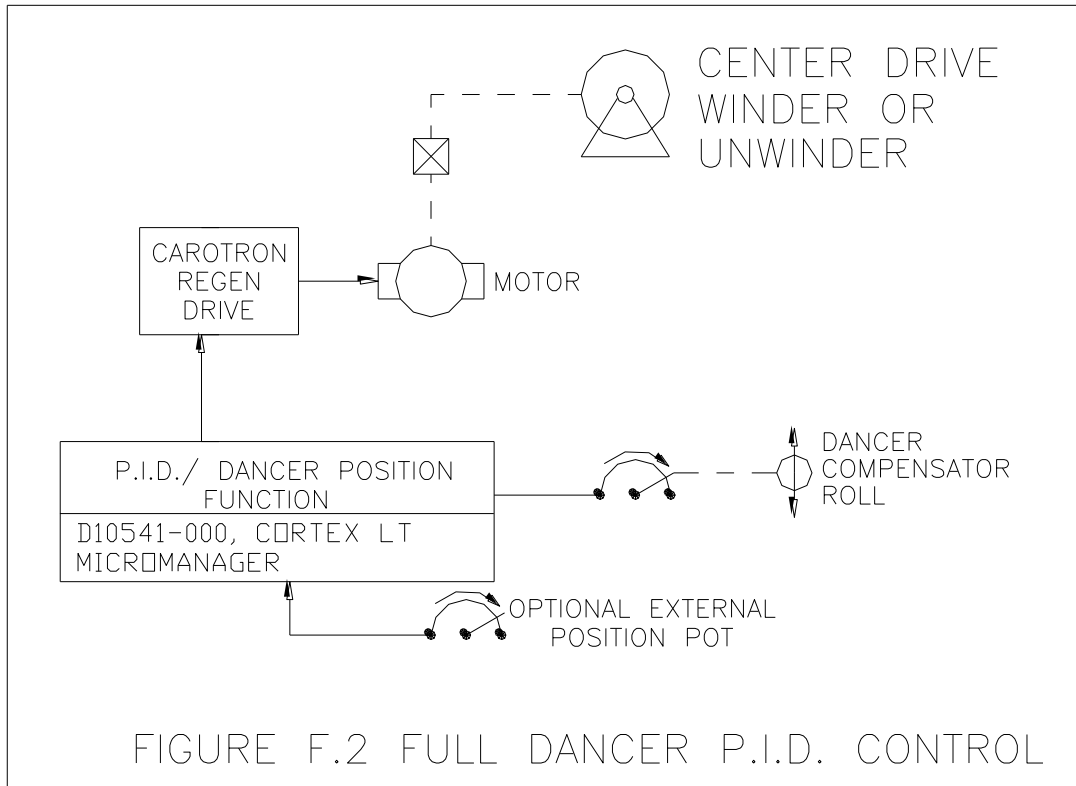 CENTER DRIVE
WINDER OR
UNWINDER
CAROTRON
REGEN
DRIVE
MOTOR
P.I.D./ DANCER POSITION
FUNCTION
D10541-000, CORTEX LT
MICROMANAGER
DANCER
COMPENSATOR
ROLL
OPTIONAL EXTERNAL
POSITION POT
FIGURE F.2 FULL DANCER P.I.D. CONTROL